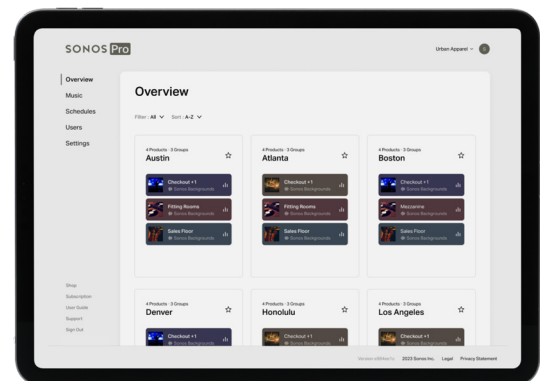 SONOS Pro
Urban Apparel
S
Overview
Music
Schedules
Users
Settings
Shop
Subscription
User Guide
Support
Sign Out
Overview
Filter : All
Sort : A-Z
4 Products · 3 Groups
Austin
Checkout +1
Sonos Backgrounds
Fitting Rooms
Sonos Backgrounds
Sales Floor
Sonos Backgrounds
4 Products · 3 Groups
Atlanta
Checkout +1
Sonos Backgrounds
Fitting Rooms
Sonos Backgrounds
Sales Floor
Sonos Backgrounds
4 Products · 3 Groups
Boston
Checkout +1
Sonos Backgrounds
Mezzanine
Sonos Backgrounds
Sales Floor
Sonos Backgrounds
4 Products · 3 Groups
Denver
Checkout +1
Sonos Backgrounds
4 Products · 3 Groups
Honolulu
Checkout +1
Sonos Backgrounds
4 Products · 3 Groups
Los Angeles
Checkout +1
Sonos Backgrounds
2023 Sonos Inc.
Legal
Privacy Statement